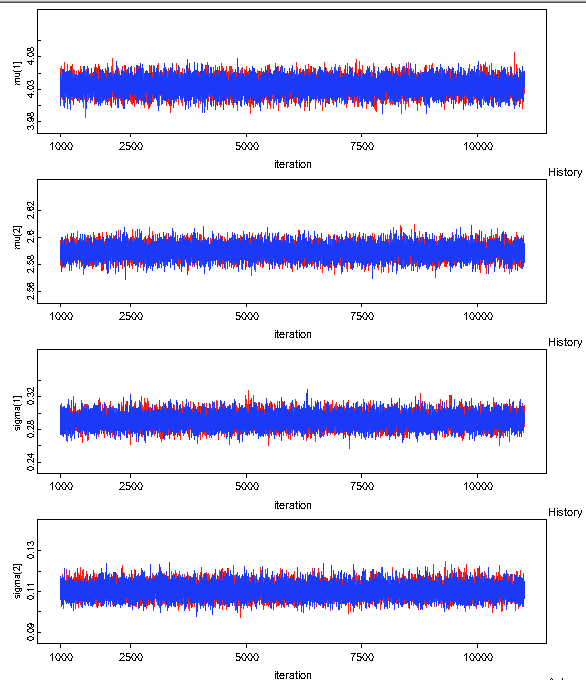 mu[1]
4.08
4.03
3.98
1000 2500 5000 7500 10000
iteration
History
mu[2]
2.62
2.6
2.58
2.56
1000 2500 5000 7500 10000
iteration
History
sigma[1]
0.32
0.28
0.24
1000 2500 5000 7500 10000
iteration
History
sigma[2]
0.13
0.11
0.09
1000 2500 5000 7500 10000
iteration